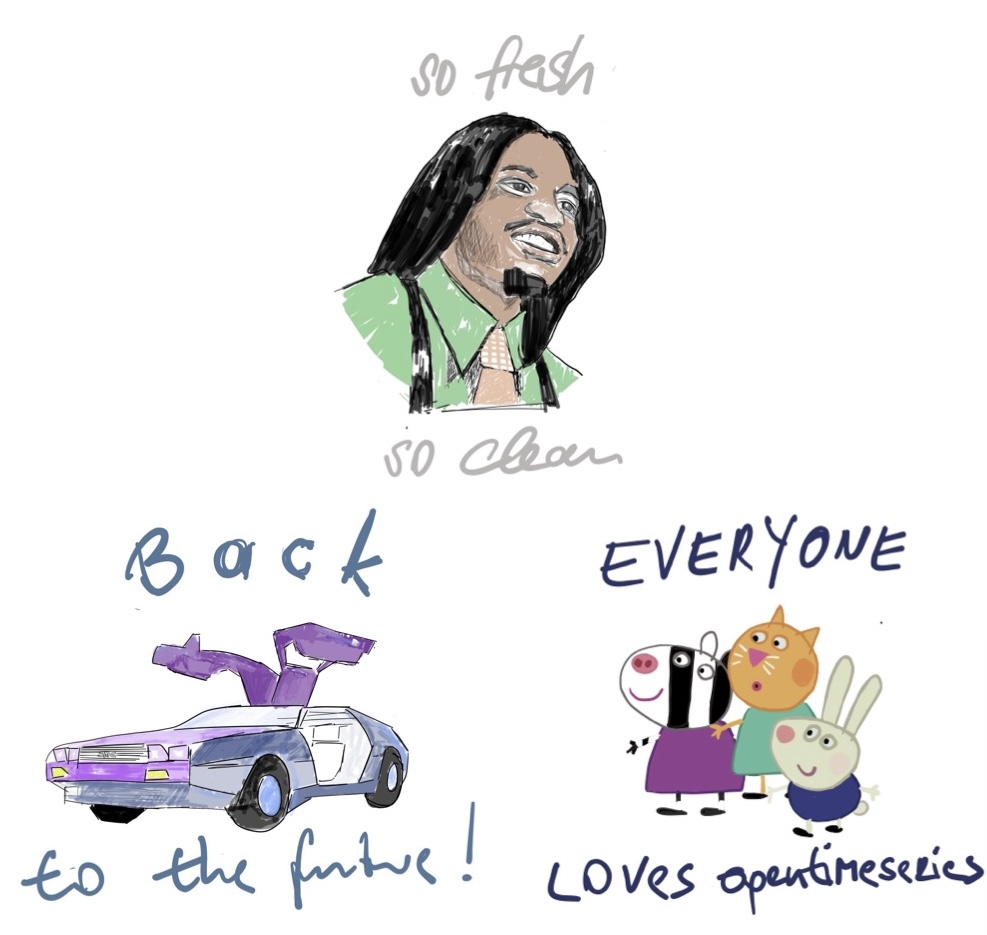 so fresh
so clean
Back
to the future!
EVERYONE
LOVES opentimeseries